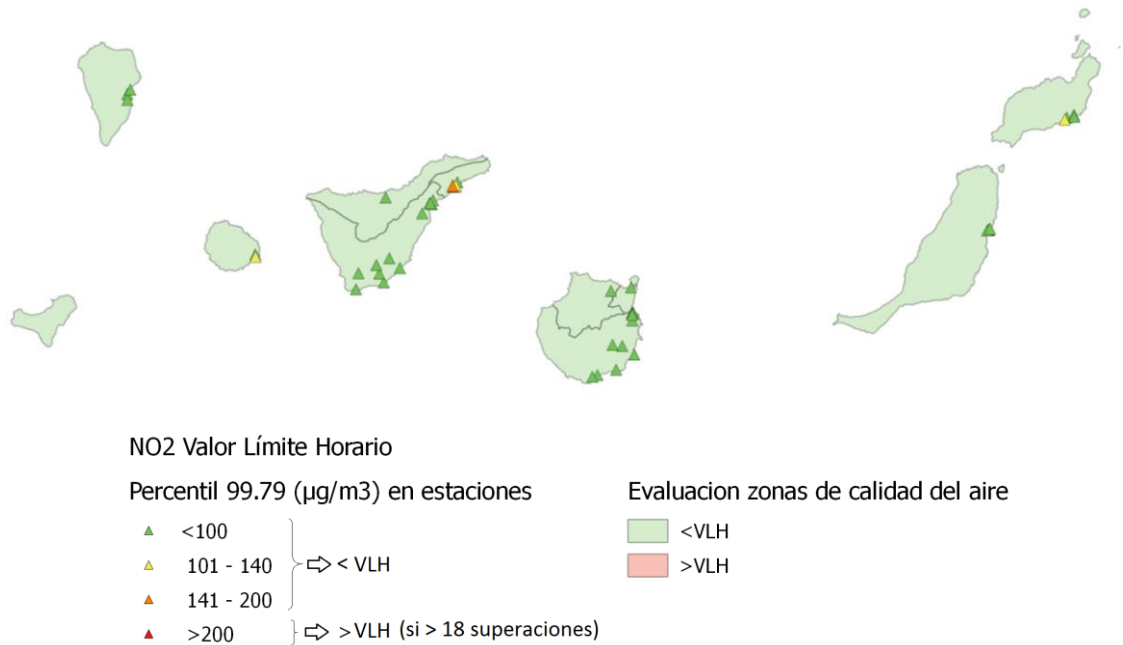 NO2 Valor Límite Horario
Percentil 99.79 (µg/m3) en estaciones
<100
101 - 140
141 - 200
>200
< VLH
>VLH (si > 18 superaciones)
Evaluacion zonas de calidad del aire
<VLH
>VLH